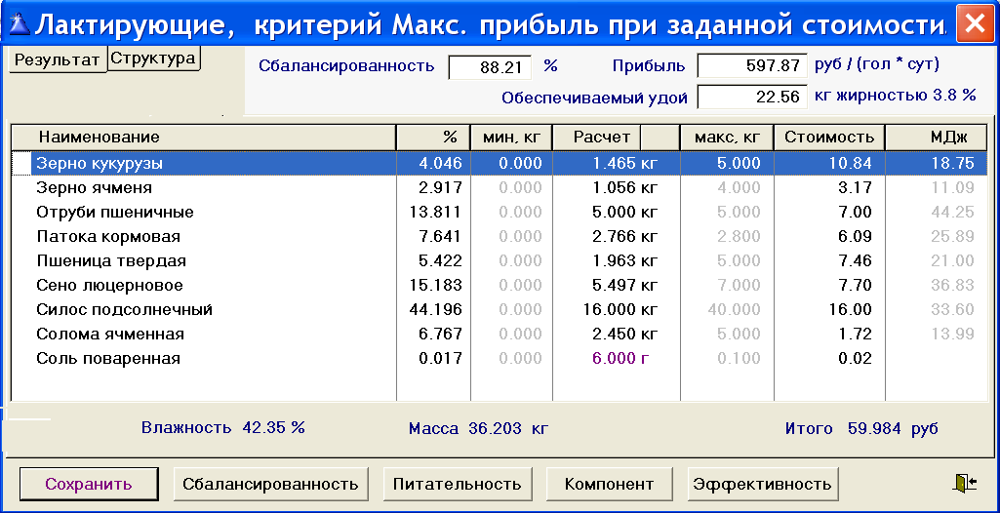 Лактирующие, критерий Макс. прибыль при заданной стоимости
Результат Структура
Сбалансированность 88.21 % Прибыль 597.87 руб / (гол * сут)
Обеспечиваемый удой 22.56 кг жирностью 3.8 %
Наименование % мин, кг Расчет макс, кг Стоимость МДж
Зерно кукурузы 4.046 0.000 1.465 кг 5.000 10.84 18.75
Зерно ячменя 2.917 0.000 1.056 кг 4.000 3.17 11.09
Отруби пшеничные 13.811 0.000 5.000 кг 5.000 7.00 44.25
Патока кормовая 7.641 0.000 2.766 кг 2.800 6.09 25.89
Пшеница твердая 5.422 0.000 1.963 кг 5.000 7.46 21.00
Сено люцерновое 15.183 0.000 5.497 кг 7.000 7.70 36.83
Силос подсолнечный 44.196 0.000 16.000 кг 40.000 16.00 33.60
Солома ячменная 6.767 0.000 2.450 кг 5.000 1.72 13.99
Соль поваренная 0.017 0.000 6.000 г 0.100 0.02
Влажность 42.35 % Масса 36.203 кг Итого 59.984 руб
Сохранить Сбалансированность Питательность Компонент Эффективность